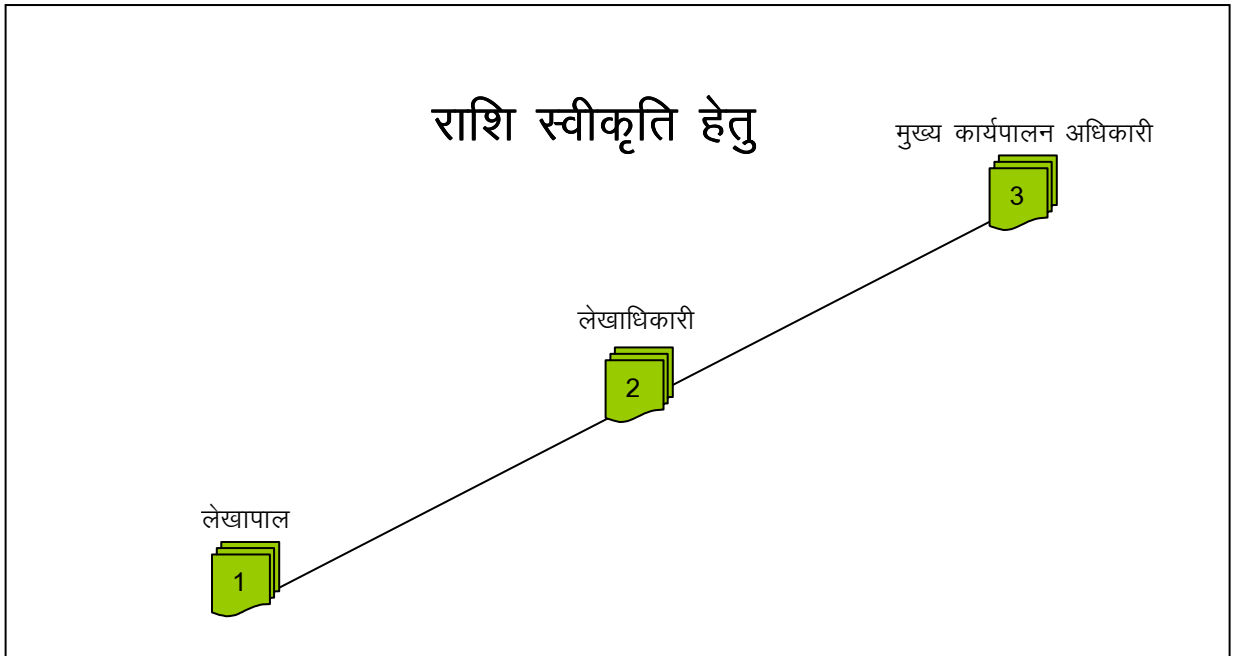 राशि स्वीकृति हेतु
मुख्य कार्यपालन अधिकारी
3
लेखाधिकारी
2
लेखापाल
1